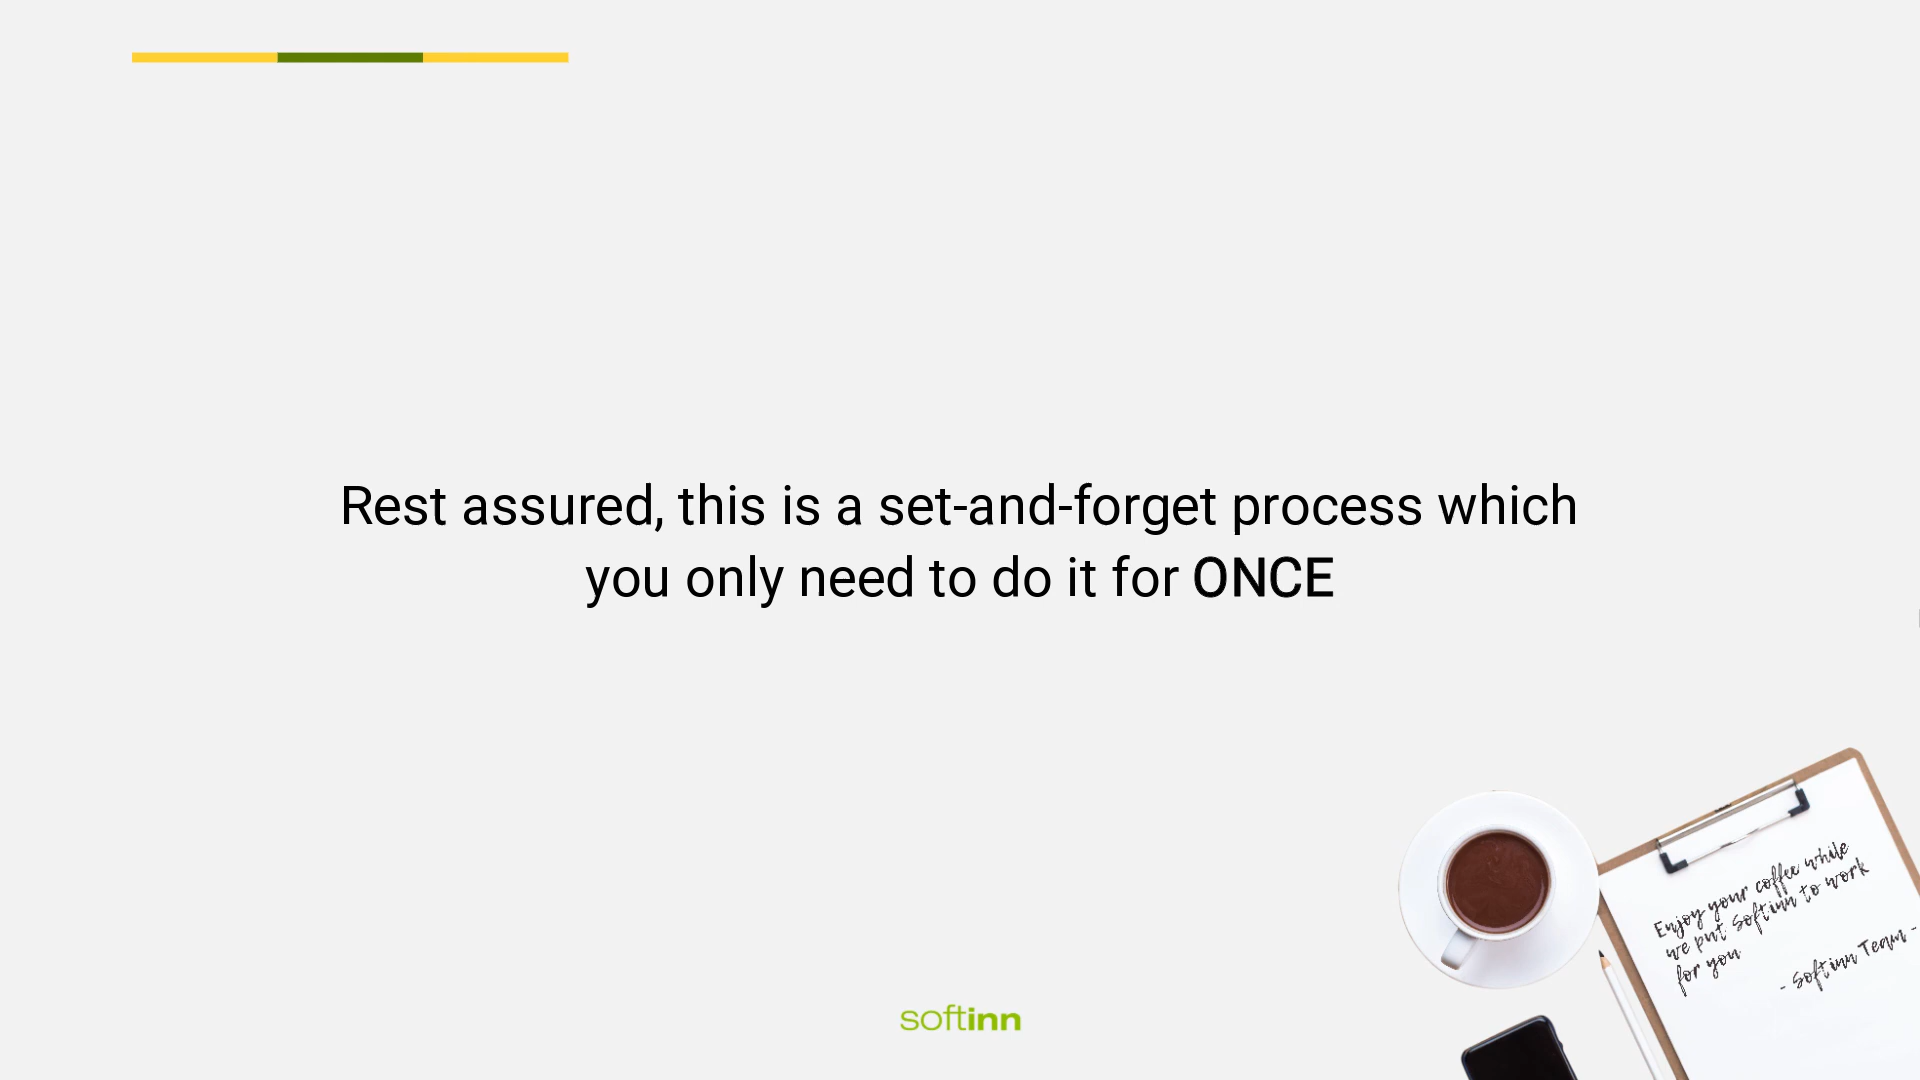 Rest assured, this is a set-and-forget process which
you only need to do it for ONCE
Enjoy your coffee while
we put Softinn to work
for you
- Softinn Team -
softinn